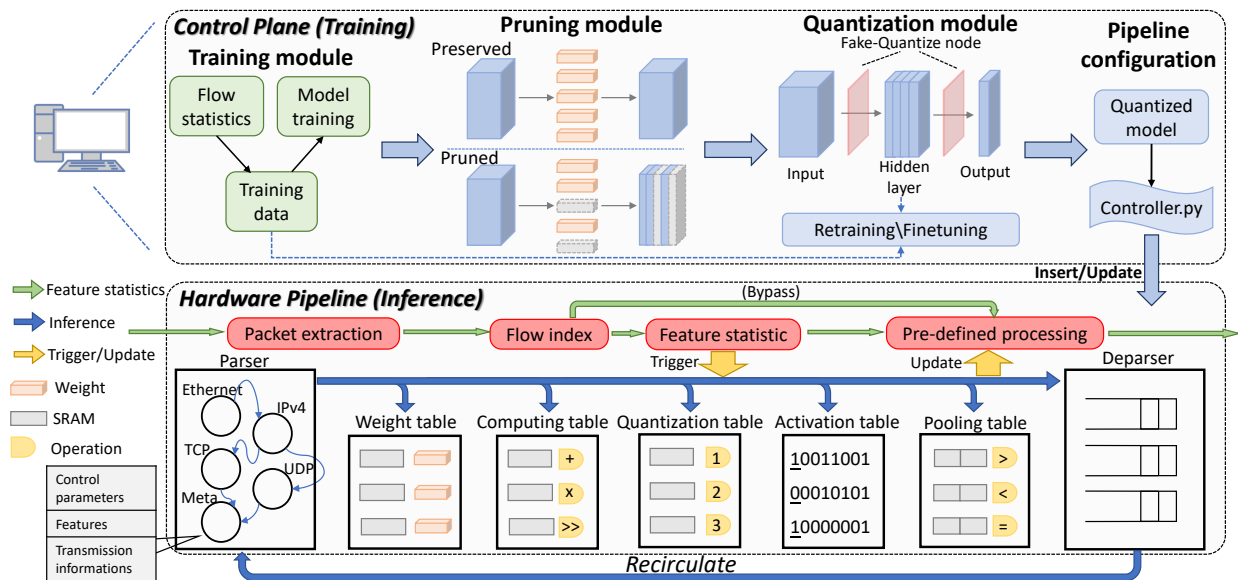 Control Plane (Training)
Training module
Flow
statistics
Model
training
Training
data
Pruning module
Preserved
Pruned
Quantization module
Fake-Quantize node
Input
Hidden
layer
Output
Retraining\Finetuning
Pipeline
configuration
Quantized
model
Controller.py
Insert/Update
Feature statistics
Inference
Trigger/Update
Weight
SRAM
Operation
Control
parameters
Features
Transmission
informations
Hardware Pipeline (Inference)
(Bypass)
Packet extraction
Flow index
Feature statistic
Pre-defined processing
Trigger
Update
Parser
Ethernet
IPv4
TCP
UDP
Meta
Weight table
Computing table
+
x
>>
Quantization table
1
2
3
Activation table
10011001
00010101
10000001
Pooling table
>
<
=
Deparser
Recirculate